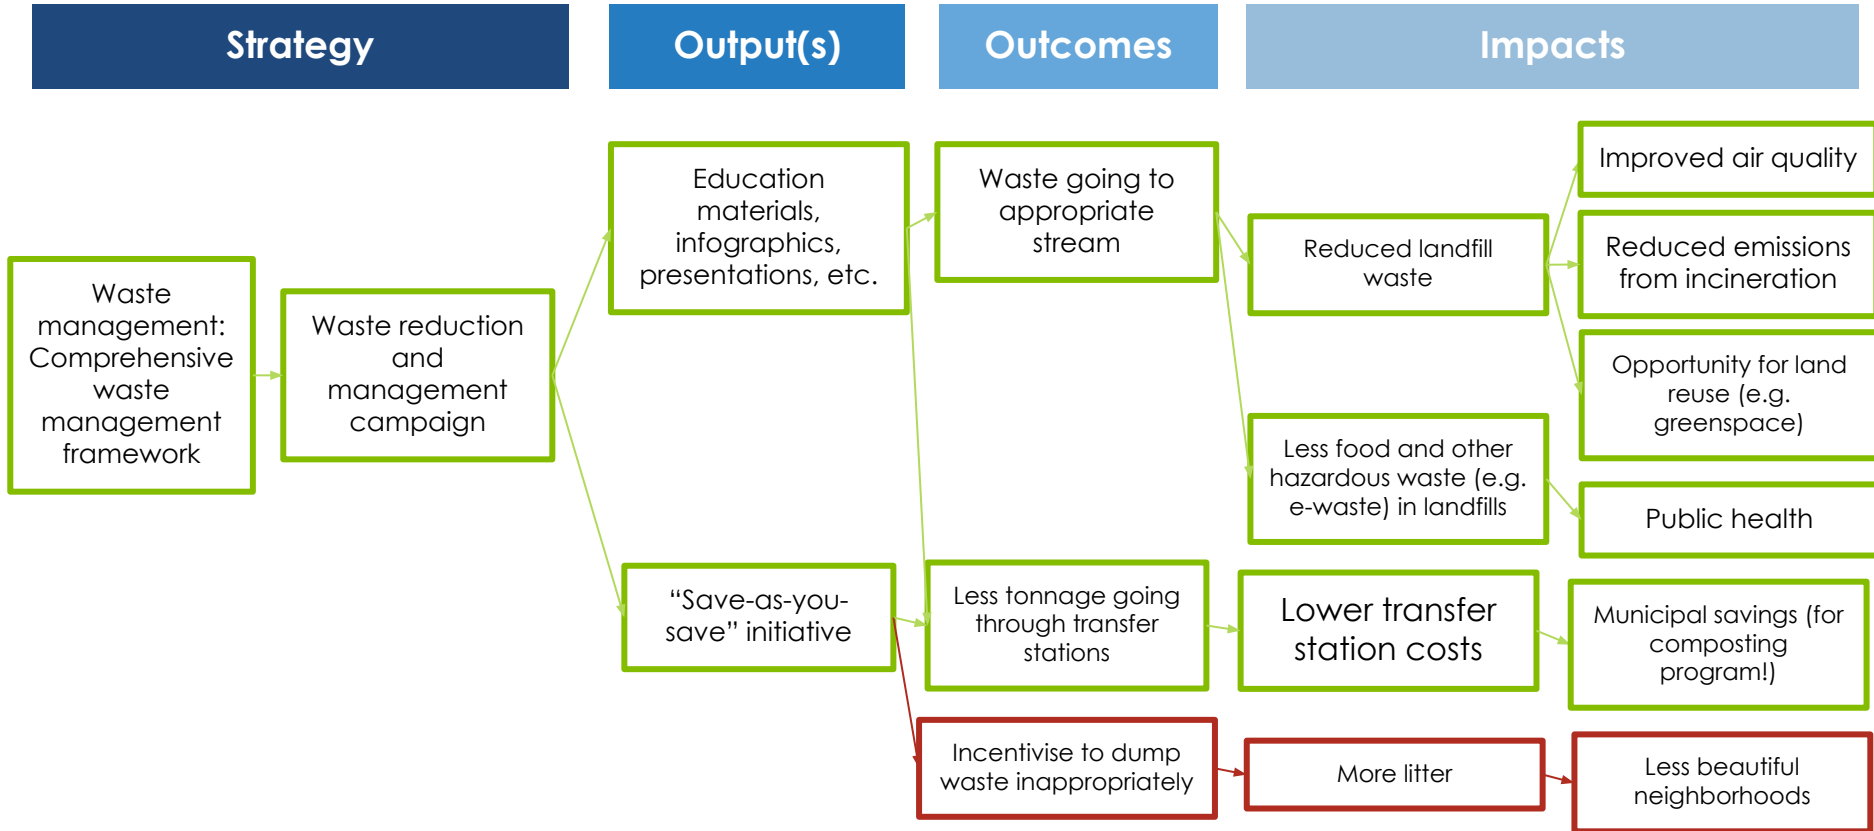 Strategy
Output(s)
Outcomes
Impacts
Waste
management:
Comprehensive
waste
management
framework
Waste reduction
and
management
campaign
Education
materials,
infographics,
presentations, etc.
“Save-as-you-
save” initiative
Waste going to
appropriate
stream
Less tonnage going
through transfer
stations
Incentivise to dump
waste inappropriately
Reduced landfill
waste
Less food and other
hazardous waste (e.g.
e-waste) in landfills
Lower transfer
station costs
More litter
Improved air quality
Reduced emissions
from incineration
Opportunity for land
reuse (e.g.
greenspace)
Public health
Municipal savings (for
composting
program!)
Less beautiful
neighborhoods